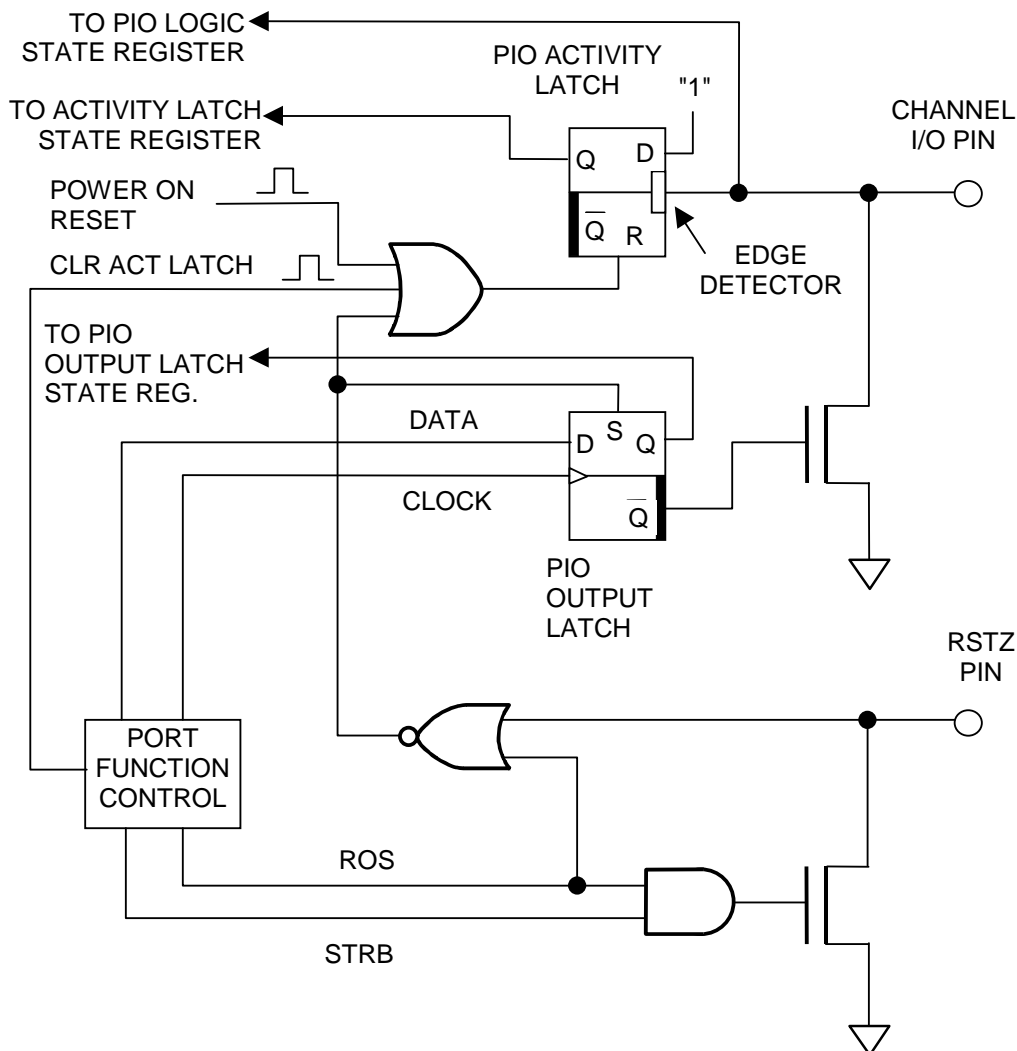 TO PIO LOGIC
STATE REGISTER
PIO ACTIVITY
LATCH
"1"
TO ACTIVITY LATCH
STATE REGISTER
CHANNEL
I/O PIN
Q
D
POWER ON
RESET
Q
R
EDGE
DETECTOR
CLR ACT LATCH
TO PIO
OUTPUT LATCH
STATE REG.
DATA
D
S
Q
CLOCK
Q
PIO
OUTPUT
LATCH
RSTZ
PIN
PORT
FUNCTION
CONTROL
ROS
STRB